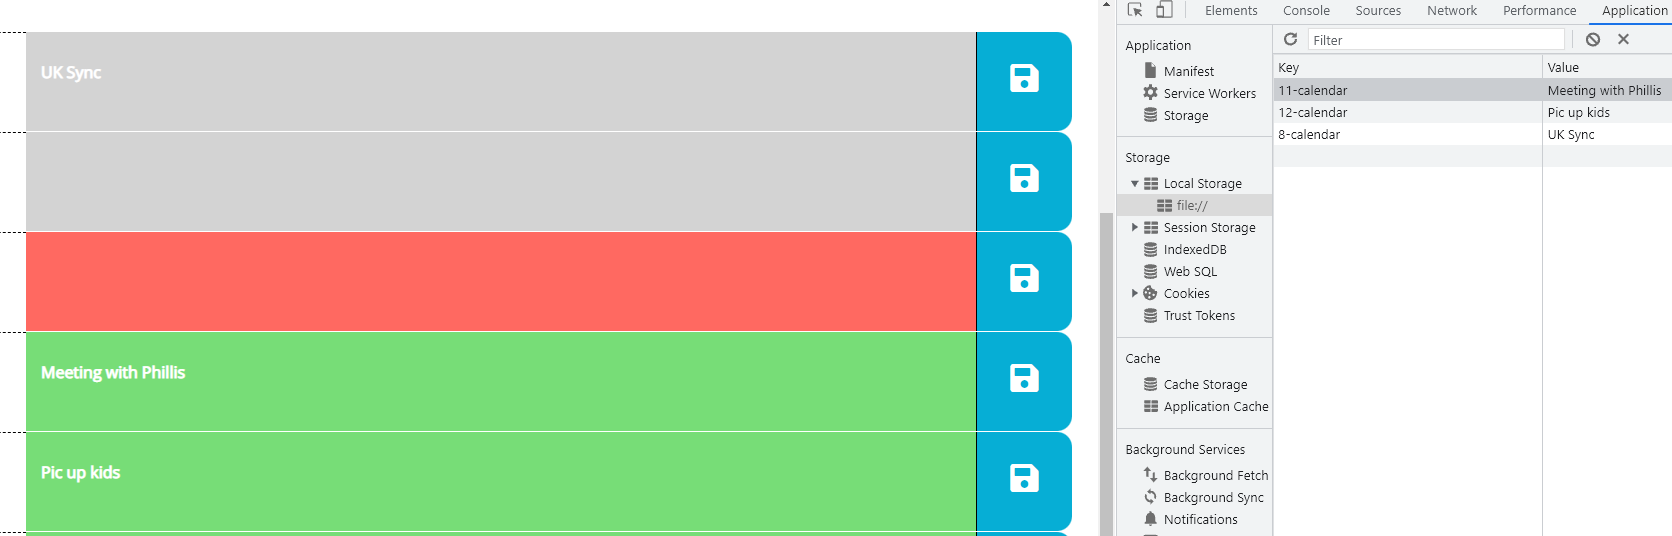 UK Sync
Meeting with Phillis
Pic up kids
Elements Console Sources Network Performance Application
Application
Manifest
Service Workers
Storage
Storage
Local Storage
file://
Session Storage
IndexedDB
Web SQL
Cookies
Trust Tokens
Cache
Cache Storage
Application Cache
Background Services
Background Fetch
Background Sync
Notifications
Filter
Key Value
11-calendar Meeting with Phillis
12-calendar Pic up kids
8-calendar UK Sync